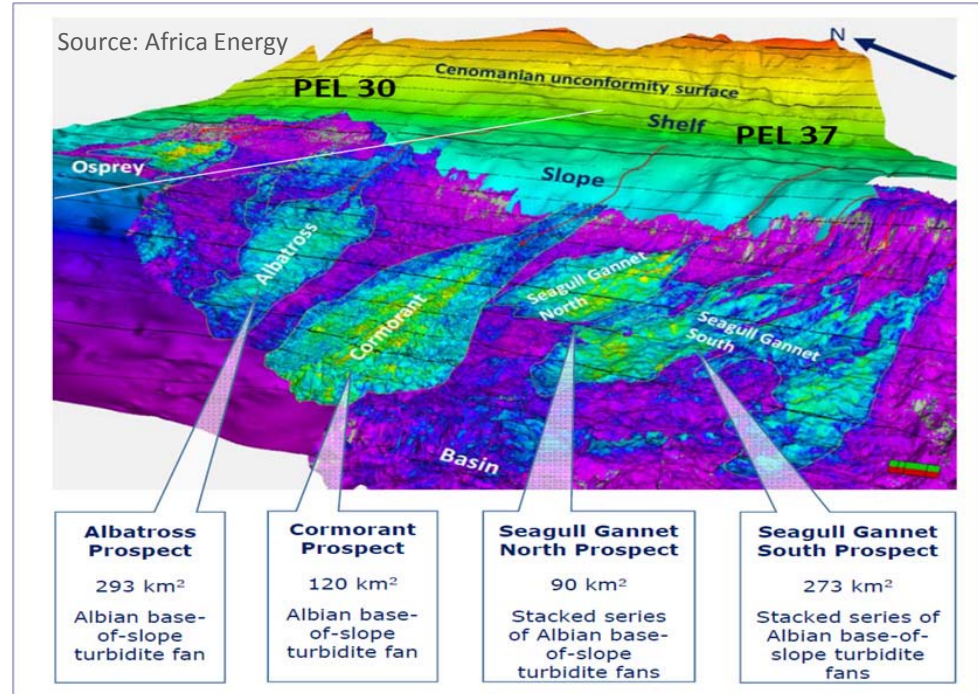 Source: Africa Energy
N
Cenomanian unconformity surface
PEL 30
Shelf
PEL 37
Osprey
Slope
Albatross
Cormorant
Seagull Gannet
North
Seagull Gannet
South
Basin
Albatross
Prospect
293 km²
Albian base-
of-slope
turbidite fan
Cormorant
Prospect
120 km²
Albian base-
of-slope
turbidite fan
Seagull Gannet
North Prospect
90 km²
Stacked series
of Albian base-
of-slope
turbidite fans
Seagull Gannet
South Prospect
273 km²
Stacked series of
Albian base-of-
slope turbidite
fans